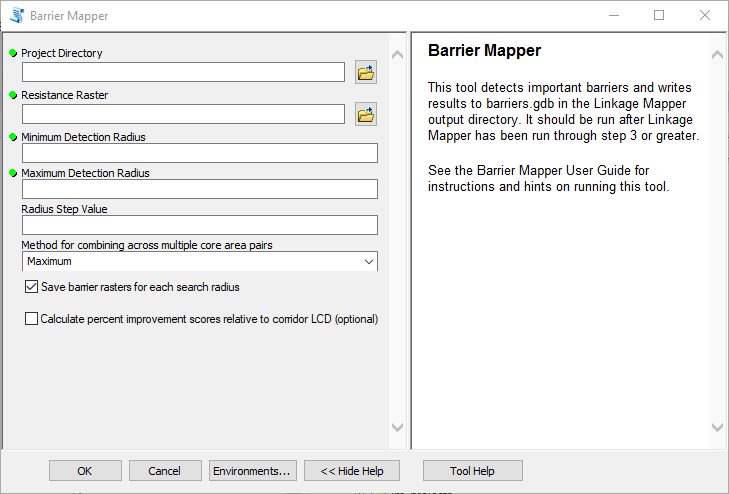 Barrier Mapper
Project Directory
Resistance Raster
Minimum Detection Radius
Maximum Detection Radius
Radius Step Value
Method for combining across multiple core area pairs
Maximum
Save barrier rasters for each search radius
Calculate percent improvement scores relative to corridor LCD (optional)
Barrier Mapper
This tool detects important barriers and writes
results to barriers.gdb in the Linkage Mapper
output directory. It should be run after Linkage
Mapper has been run through step 3 or greater.
See the Barrier Mapper User Guide for
instructions and hints on running this tool.
OK
Cancel
Environments...
<< Hide Help
Tool Help